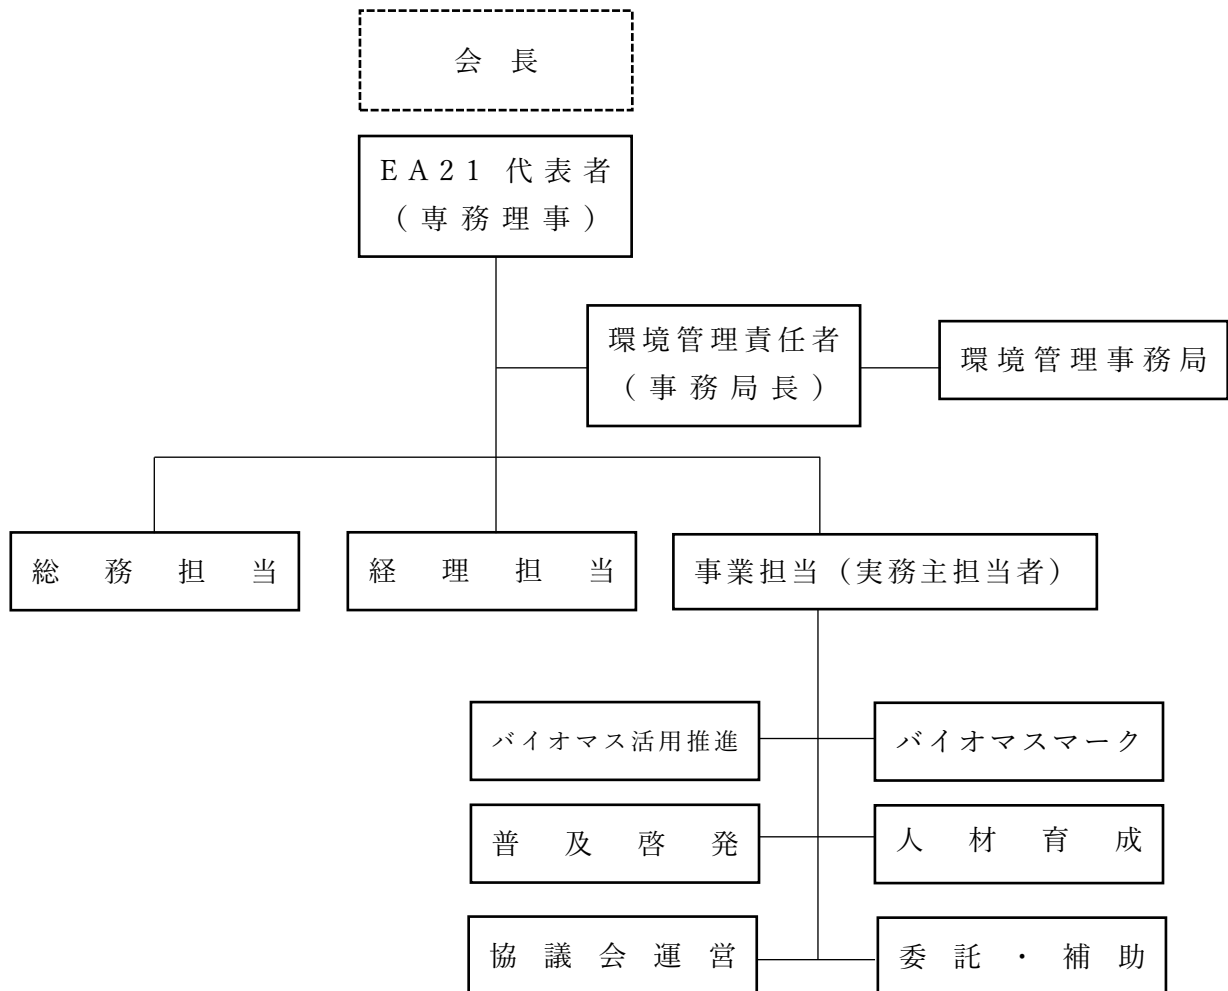 会長
EA21 代表者
(専務理事)
環境管理責任者
(事務局長)
環境管理事務局
総務担当
経理担当
事業担当(実務主担当者)
バイオマス活用推進
バイオマスマーク
普及啓発
人材育成
協議会運営
委託・補助